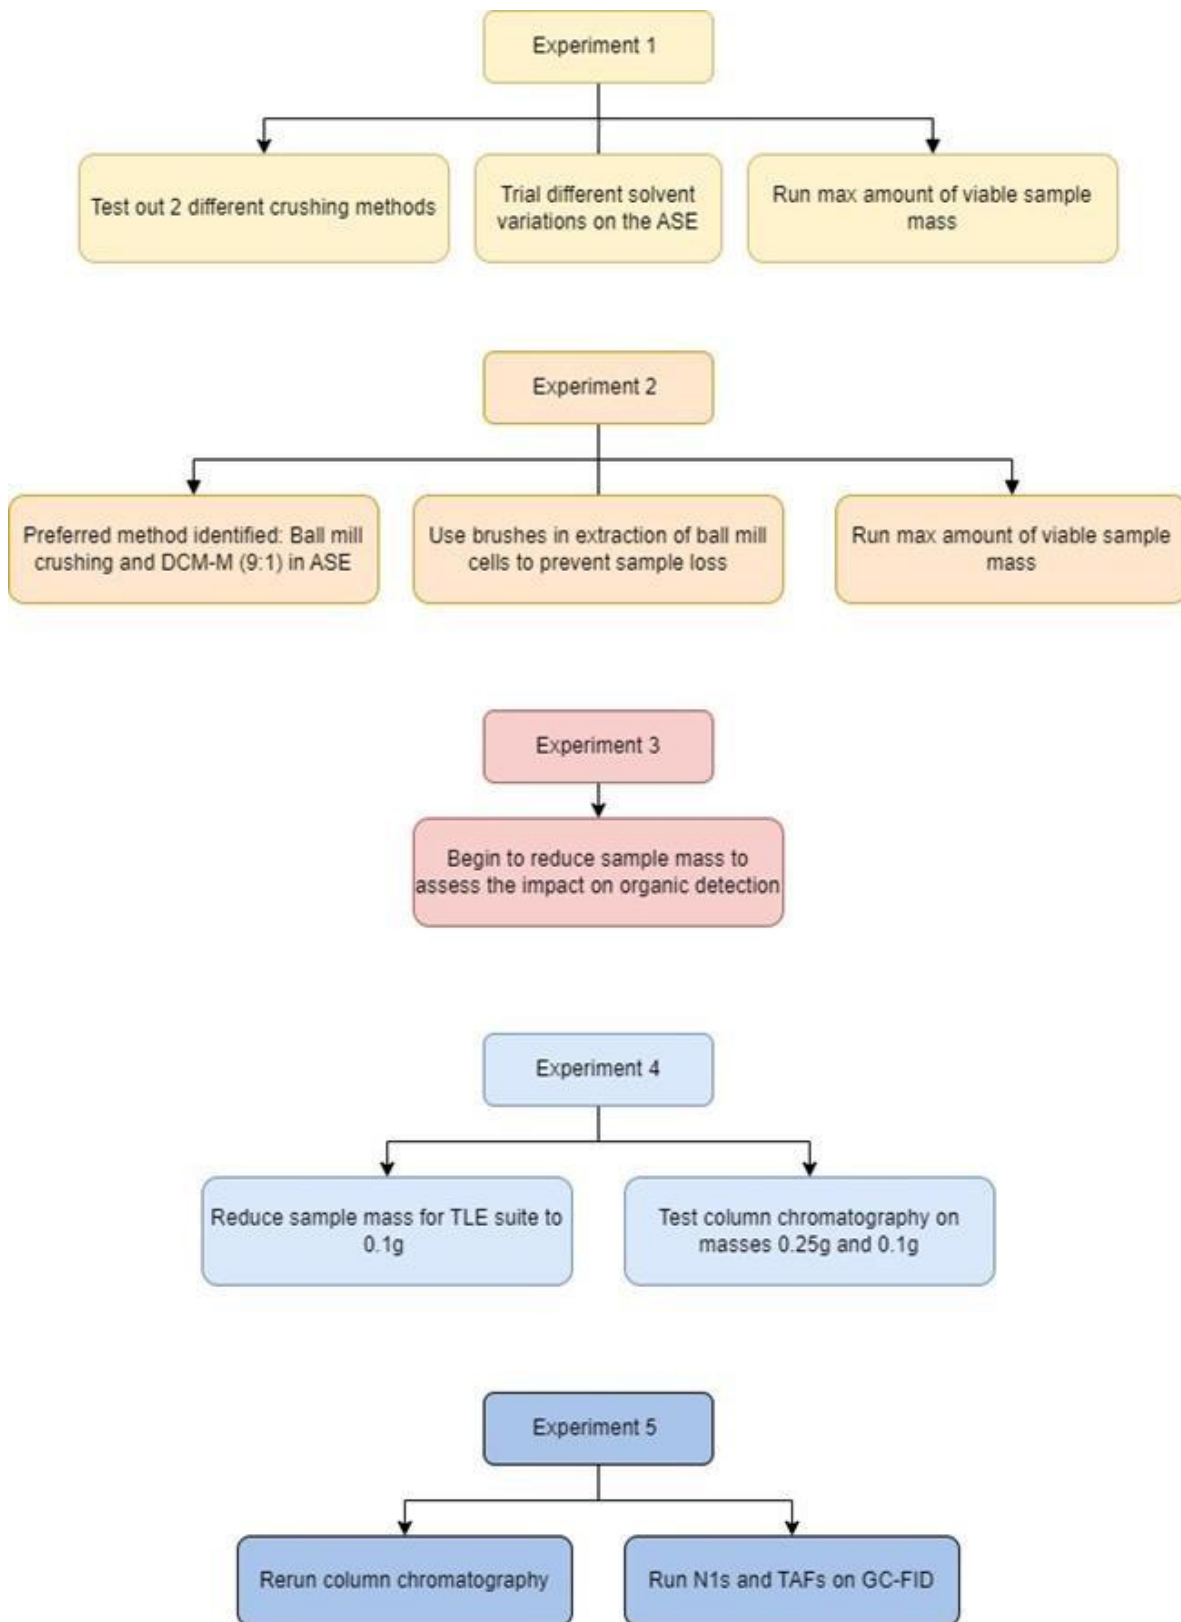 Experiment 1
Test out 2 different crushing methods
Trial different solvent
variations on the ASE
Run max amount of viable sample
mass
Experiment 2
Preferred method identified: Ball mill
crushing and DCM-M (9:1) in ASE
Use brushes in extraction of ball mill
cells to prevent sample loss
Run max amount of viable sample
mass
Experiment 3
Begin to reduce sample mass to
assess the impact on organic detection
Experiment 4
Reduce sample mass for TLE suite to
0.1g
Test column chromatography on
masses 0.25g and 0.1g
Experiment 5
Rerun column chromatography
Run N1s and TAFs on GC-FID